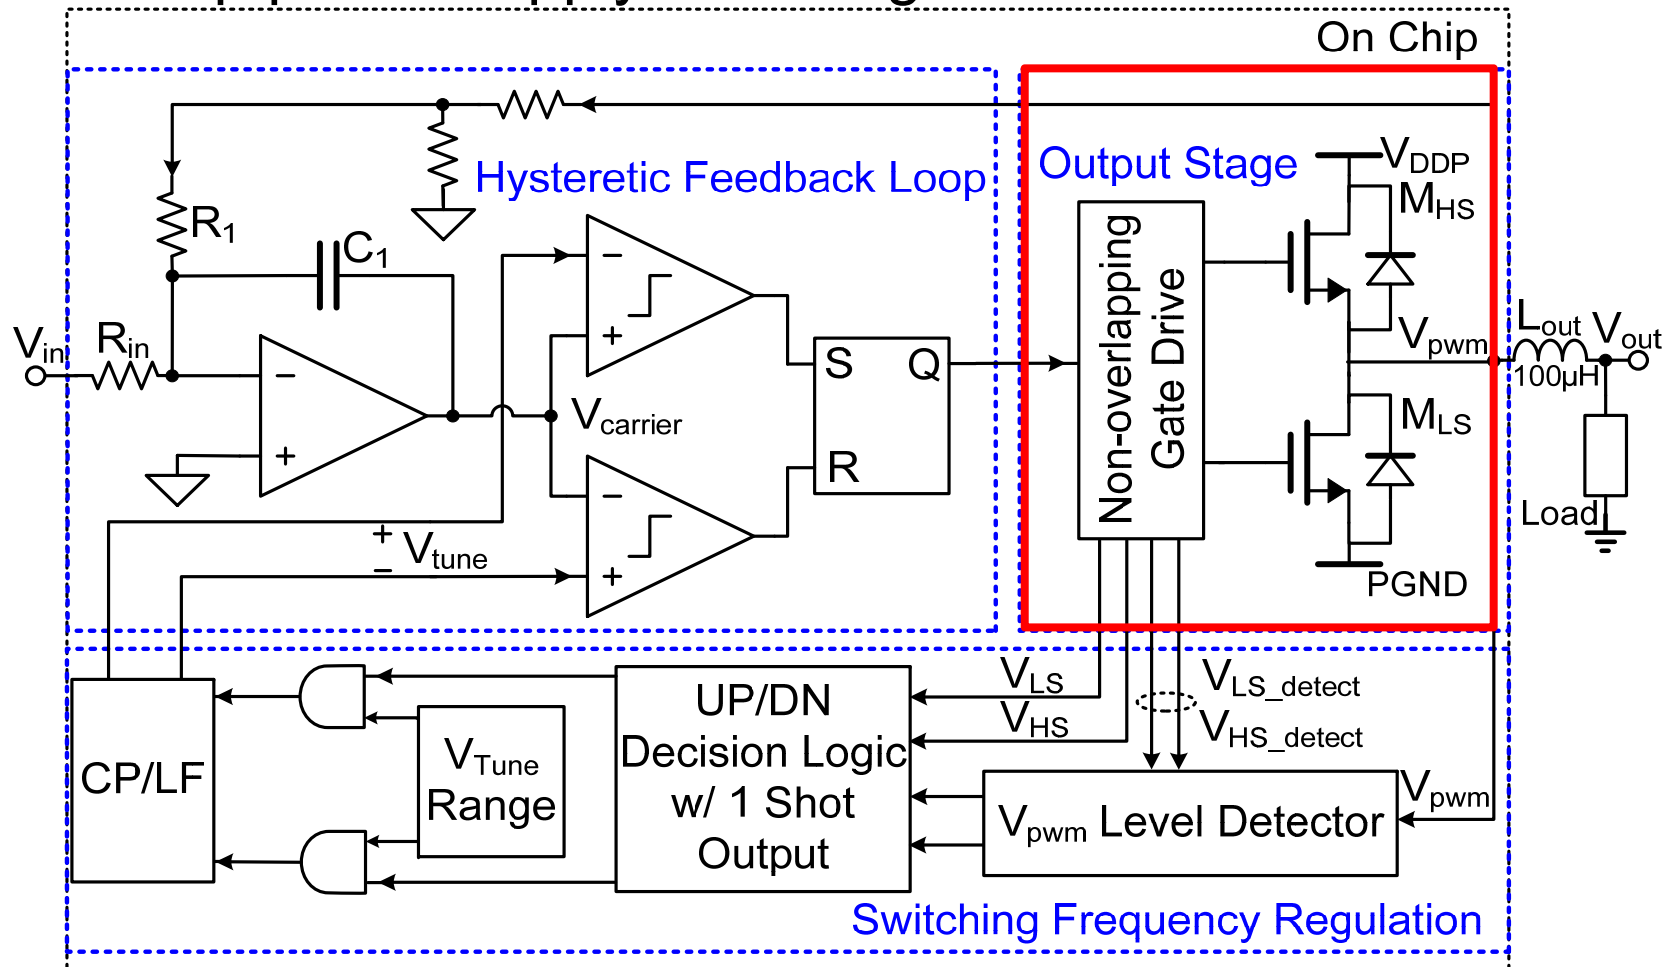 On Chip
Hysteretic Feedback Loop
Output Stage
VDDP
MHS
R1
C1
Non-overlapping
Gate Drive
Vin
Rin
−
+
−
+
S
Q
R
Vcarrier
−
+
+
−
Vtune
Vpwm
Lout
100µH
Vout
MLS
Load
PGND
VLS
VHS
VLS_detect
VHS_detect
CP/LF
VTune
Range
UP/DN
Decision Logic
w/ 1 Shot
Output
Vpwm Level Detector
Vpwm
Switching Frequency Regulation